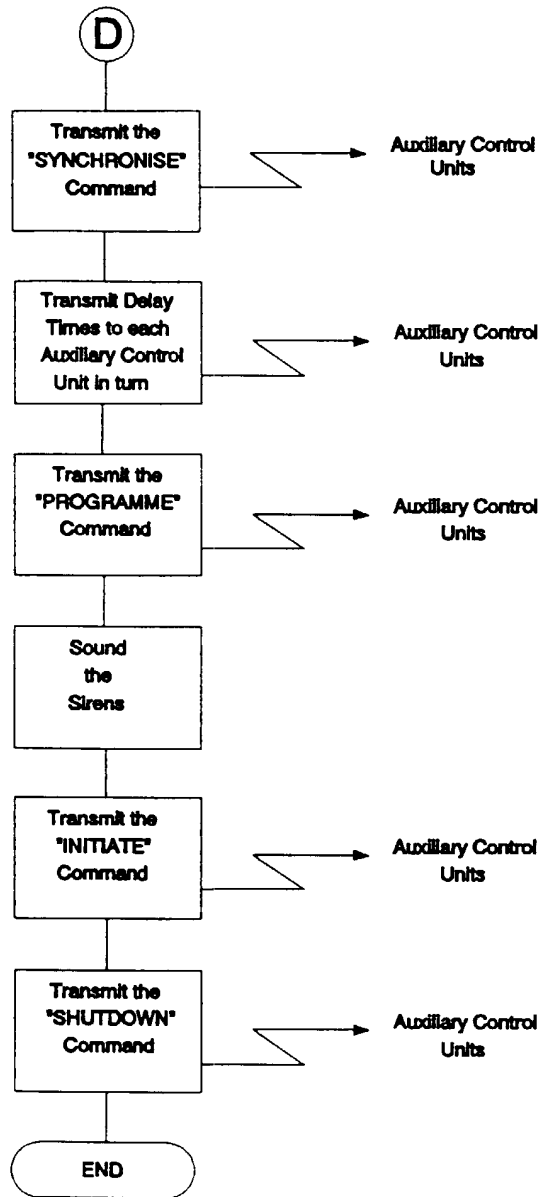 D
Transmit the
"SYNCHRONISE"
Command
Auxiliary Control
Units
Transmit Delay
Times to each
Auxiliary Control
Unit in turn
Auxiliary Control
Units
Transmit the
"PROGRAMME"
Command
Auxiliary Control
Units
Sound
the
Sirens
Transmit the
"INITIATE"
Command
Auxiliary Control
Units
Transmit the
"SHUTDOWN"
Command
Auxiliary Control
Units
END